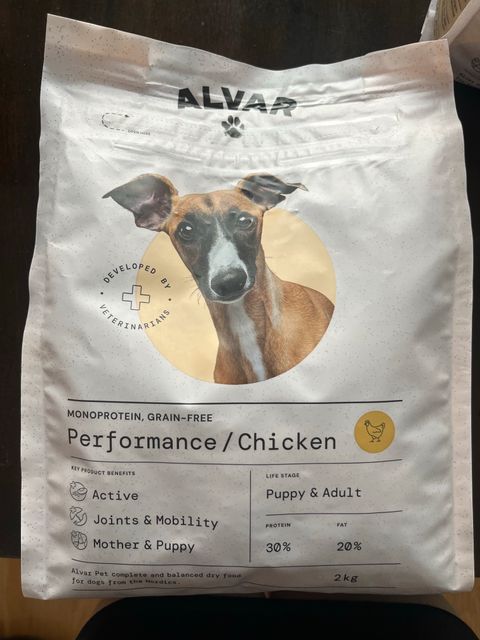 ALVAR
OPEN HERE
DEVELOPED BY
VETERINARIANS
MONOPROTEIN, GRAIN-FREE
Performance/Chicken
KEY PRODUCT BENEFITS
Active
Joints & Mobility
Mother & Puppy
LIFE STAGE
Puppy & Adult
PROTEIN
30%
FAT
20%
Alvar Pet complete and balanced dry food
for dogs from the Nordics.
2kg